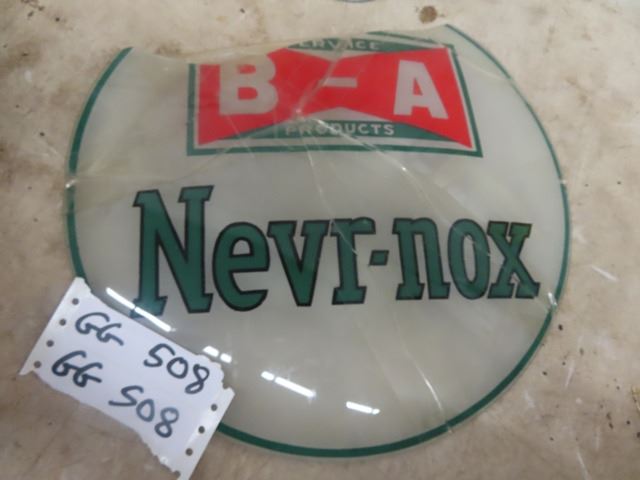 SERVICE
B-A
PRODUCTS
Nevr-nox
GG 508
GG 508